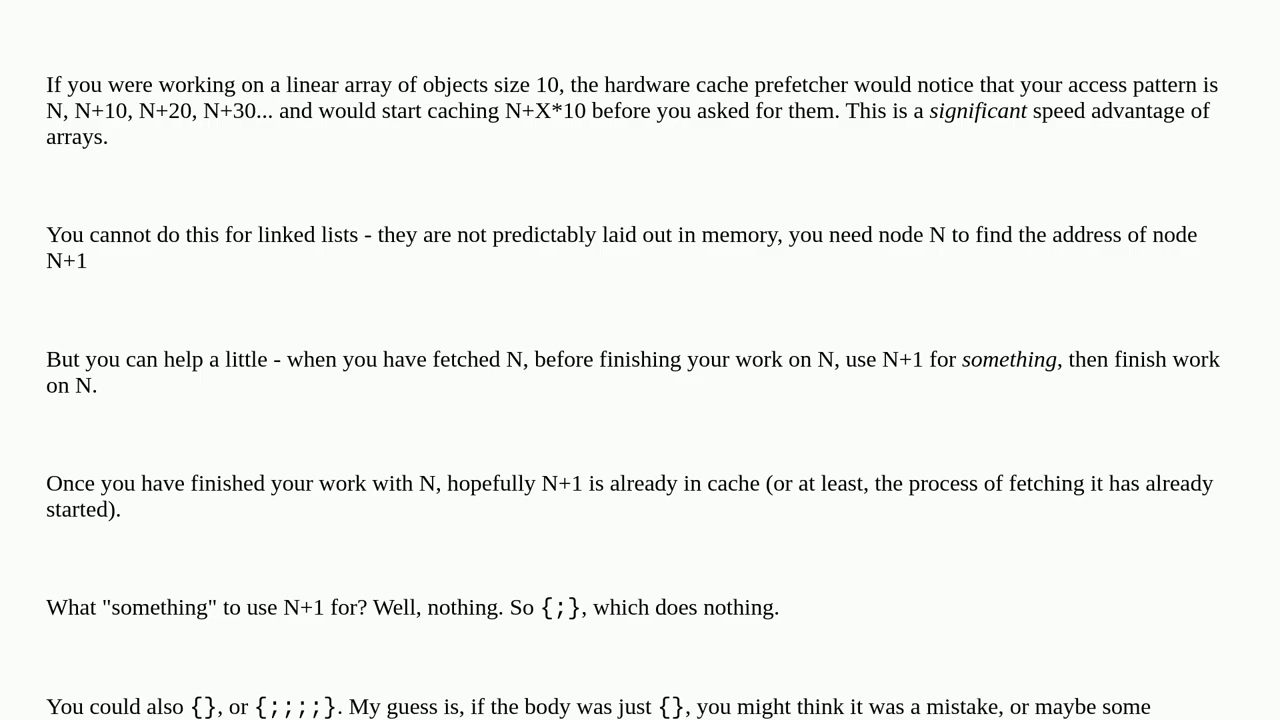 If you were working on a linear array of objects size 10, the hardware cache prefetcher would notice that your access pattern is
N, N+10, N+20, N+30... and would start caching N+X*10 before you asked for them. This is a significant speed advantage of
arrays.
You cannot do this for linked lists - they are not predictably laid out in memory, you need node N to find the address of node
N+1
But you can help a little - when you have fetched N, before finishing your work on N, use N+1 for something, then finish work
on N.
Once you have finished your work with N, hopefully N+1 is already in cache (or at least, the process of fetching it has already
started).
What "something" to use N+1 for? Well, nothing. So {;}, which does nothing.
You could also {}, or {;;;;}. My guess is, if the body was just {}, you might think it was a mistake, or maybe some